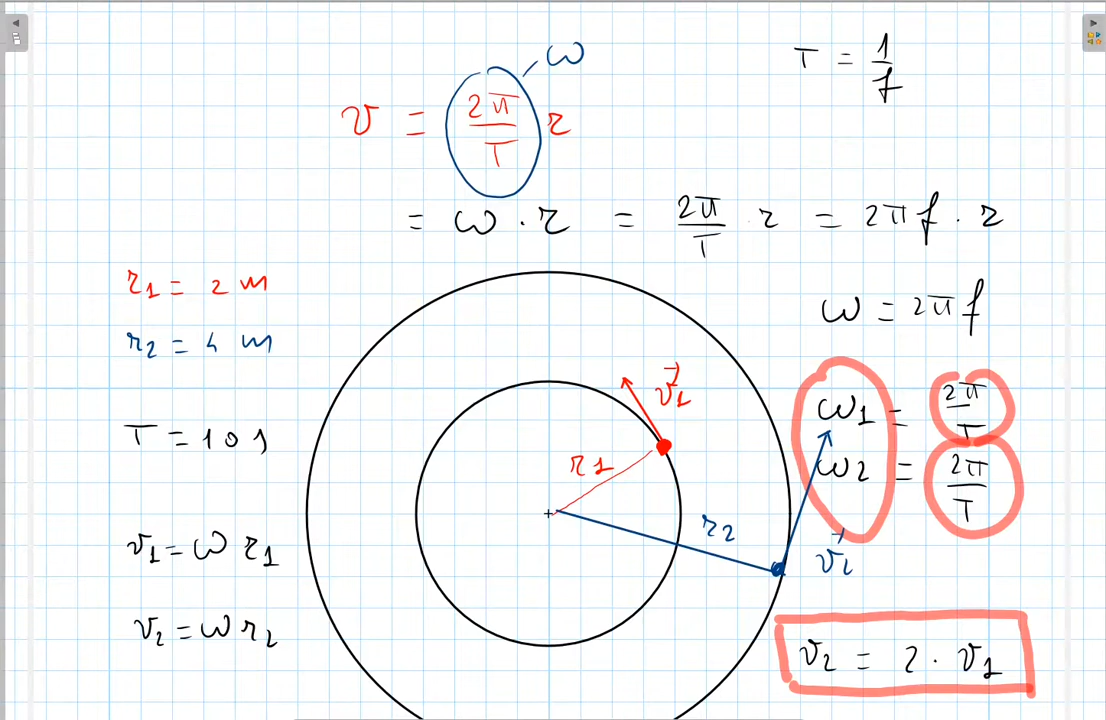 ω
T = 1/f
v = 2π/T r
= ω · r = 2π/T · r = 2πf · r
r₁ = 2 m
r₂ = 4 m
ω = 2πf
T = 10 s
ω₁ = 2π/T
ω₂ = 2π/T
v⃗₁
r₁
r₂
v⃗₂
v₁ = ω r₁
v₂ = ω r₂
v₂ = 2 · v₁